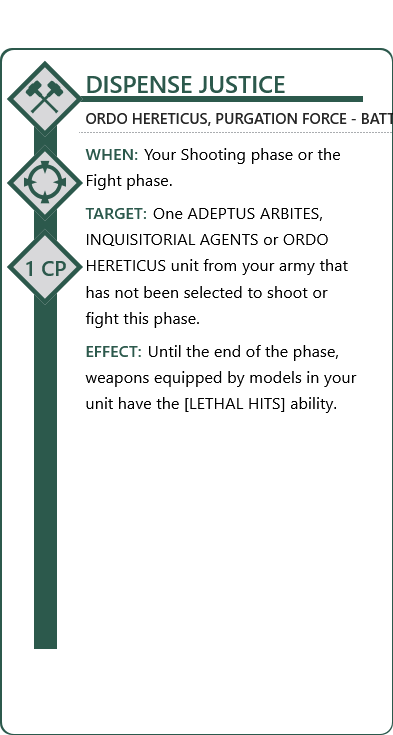 DISPENSE JUSTICE
ORDO HERETICUS, PURGATION FORCE - BATT
WHEN: Your Shooting phase or the
Fight phase.
TARGET: One ADEPTUS ARBITES,
INQUISITORIAL AGENTS or ORDO
HERETICUS unit from your army that
has not been selected to shoot or
fight this phase.
1 CP
EFFECT: Until the end of the phase,
weapons equipped by models in your
unit have the [LETHAL HITS] ability.